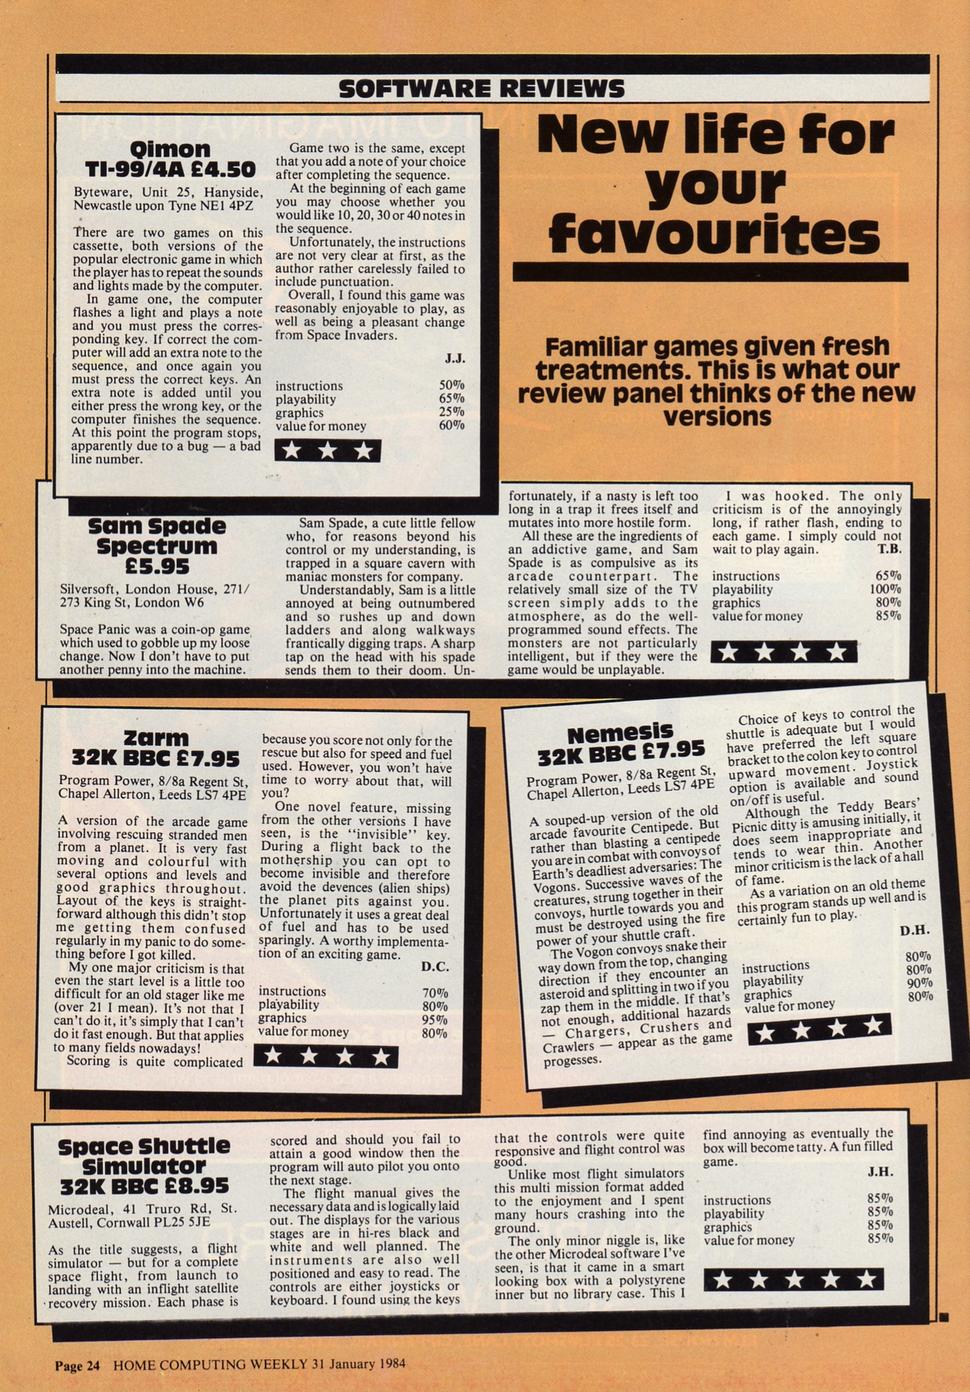 SOFTWARE REVIEWS
New life for
your
favourites
Familiar games given fresh
treatments. This is what our
review panel thinks of the new
versions
Qimon
TI-99/4A £4.50
Byteware, Unit 25, Hanyside,
Newcastle upon Tyne NE1 4PZ
There are two games on this
cassette, both versions of the
popular electronic game in which
the player has to repeat the sounds
and lights made by the computer.
In game one, the computer
flashes a light and plays a note
and you must press the corres-
ponding key. If correct the com-
puter will add an extra note to the
sequence, and once again you
must press the correct keys. An
extra note is added until you
either press the wrong key, or the
computer finishes the sequence.
At this point the program stops,
apparently due to a bug — a bad
line number.
Game two is the same, except
that you add a note of your choice
after completing the sequence.
At the beginning of each game
you may choose whether you
would like 10, 20, 30 or 40 notes in
the sequence.
Unfortunately, the instructions
are not very clear at first, as the
author rather carelessly failed to
include punctuation.
Overall, I found this game was
reasonably enjoyable to play, as
well as being a pleasant change
from Space Invaders.
J.J.
instructions 50%
playability 65%
graphics 25%
value for money 60%
Sam Spade
Spectrum
£5.95
Silversoft, London House, 271/
273 King St, London W6
Space Panic was a coin-op game
which used to gobble up my loose
change. Now I don't have to put
another penny into the machine.
Sam Spade, a cute little fellow
who, for reasons beyond his
control or my understanding, is
trapped in a square cavern with
maniac monsters for company.
Understandably, Sam is a little
annoyed at being outnumbered
and so rushes up and down
ladders and along walkways
frantically digging traps. A sharp
tap on the head with his spade
sends them to their doom. Un-
fortunately, if a nasty is left too
long in a trap it frees itself and
mutates into more hostile form.
All these are the ingredients of
an addictive game, and Sam
Spade is as compulsive as its
arcade counterpart. The
relatively small size of the TV
screen simply adds to the
atmosphere, as do the well-
programmed sound effects. The
monsters are not particularly
intelligent, but if they were the
game would be unplayable.
I was hooked. The only
criticism is of the annoyingly
long, if rather flash, ending to
each game. I simply could not
wait to play again. T.B.
instructions 65%
playability 100%
graphics 80%
value for money 85%
Zarm
32K BBC £7.95
Program Power, 8/8a Regent St,
Chapel Allerton, Leeds LS7 4PE
A version of the arcade game
involving rescuing stranded men
from a planet. It is very fast
moving and colourful with
several options and levels and
good graphics throughout.
Layout of the keys is straight-
forward although this didn't stop
me getting them confused
regularly in my panic to do some-
thing before I got killed.
My one major criticism is that
even the start level is a little too
difficult for an old stager like me
(over 21 I mean). It's not that I
can't do it, it's simply that I can't
do it fast enough. But that applies
to many fields nowadays!
Scoring is quite complicated
because you score not only for the
rescue but also for speed and fuel
used. However, you won't have
time to worry about that, will
you?
One novel feature, missing
from the other versions I have
seen, is the "invisible" key.
During a flight back to the
mothership you can opt to
become invisible and therefore
avoid the devences (alien ships)
the planet pits against you.
Unfortunately it uses a great deal
of fuel and has to be used
sparingly. A worthy implementa-
tion of an exciting game.
D.C.
instructions 70%
playability 80%
graphics 95%
value for money 80%
Nemesis
32K BBC £7.95
Program Power, 8/8a Regent St,
Chapel Allerton, Leeds LS7 4PE
A souped-up version of the old
arcade favourite Centipede. But
rather than blasting a centipede
you are in combat with convoys of
Earth's deadliest adversaries: The
Vogons. Successive waves of the
creatures, strung together in their
convoys, hurtle towards you and
must be destroyed using the fire
power of your shuttle craft.
The Vogon convoys snake their
way down from the top, changing
direction if they encounter an
asteroid and splitting in two if you
zap them in the middle. If that's
not enough, additional hazards
— Chargers, Crushers and
Crawlers — appear as the game
progesses.
Choice of keys to control the
shuttle is adequate but I would
have preferred the left square
bracket to the colon key to control
upward movement. Joystick
option is available and sound
on/off is useful.
Although the Teddy Bears'
Picnic ditty is amusing initially, it
does seem inappropriate and
tends to wear thin. Another
minor criticism is the lack of a hall
of fame.
As a variation on an old theme
this program stands up well and is
certainly fun to play.
D.H.
instructions 80%
playability 80%
graphics 90%
value for money 80%
Space Shuttle
Simulator
32K BBC £8.95
Microdeal, 41 Truro Rd, St.
Austell, Cornwall PL25 5JE
As the title suggests, a flight
simulator — but for a complete
space flight, from launch to
landing with an inflight satellite
recovery mission. Each phase is
scored and should you fail to
attain a good window then the
program will auto pilot you onto
the next stage.
The flight manual gives the
necessary data and is logically laid
out. The displays for the various
stages are in hi-res black and
white and well planned. The
instruments are also well
positioned and easy to read. The
controls are either joysticks or
keyboard. I found using the keys
that the controls were quite
responsive and flight control was
good.
Unlike most flight simulators
this multi mission format added
to the enjoyment and I spent
many hours crashing into the
ground.
The only minor niggle is, like
the other Microdeal software I've
seen, is that it came in a smart
looking box with a polystyrene
inner but no library case. This I
find annoying as eventually the
box will become tatty. A fun filled
game.
J.H.
instructions 85%
playability 85%
graphics 85%
value for money 85%
Page 24 HOME COMPUTING WEEKLY 31 January 1984